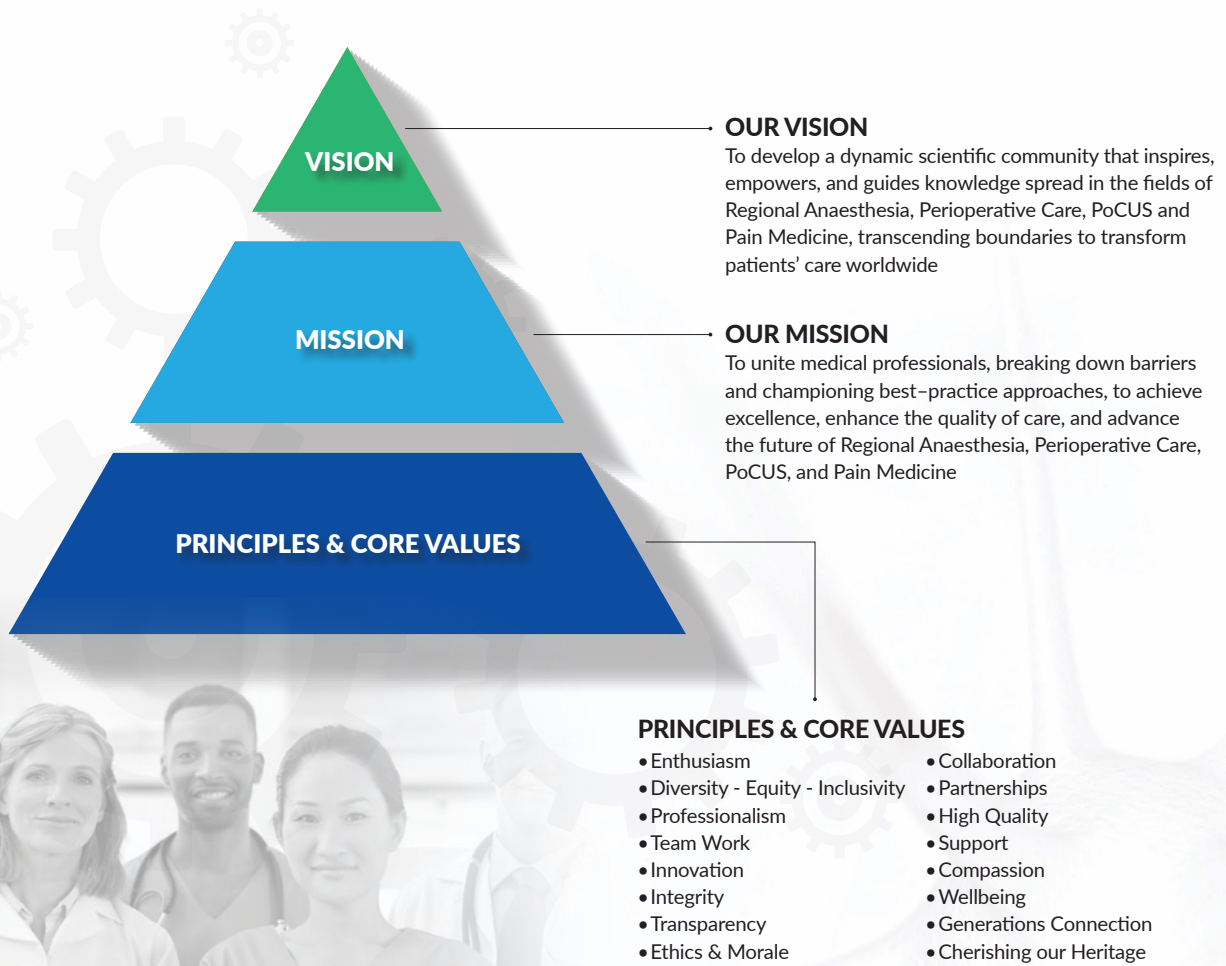 VISION
OUR VISION
To develop a dynamic scientific community that inspires,
empowers, and guides knowledge spread in the fields of
Regional Anaesthesia, Perioperative Care, PoCUS and
Pain Medicine, transcending boundaries to transform
patients’ care worldwide
MISSION
OUR MISSION
To unite medical professionals, breaking down barriers
and championing best–practice approaches, to achieve
excellence, enhance the quality of care, and advance
the future of Regional Anaesthesia, Perioperative Care,
PoCUS, and Pain Medicine
PRINCIPLES & CORE VALUES
PRINCIPLES & CORE VALUES
• Enthusiasm
• Diversity - Equity - Inclusivity
• Professionalism
• Team Work
• Innovation
• Integrity
• Transparency
• Ethics & Morale
• Collaboration
• Partnerships
• High Quality
• Support
• Compassion
• Wellbeing
• Generations Connection
• Cherishing our Heritage